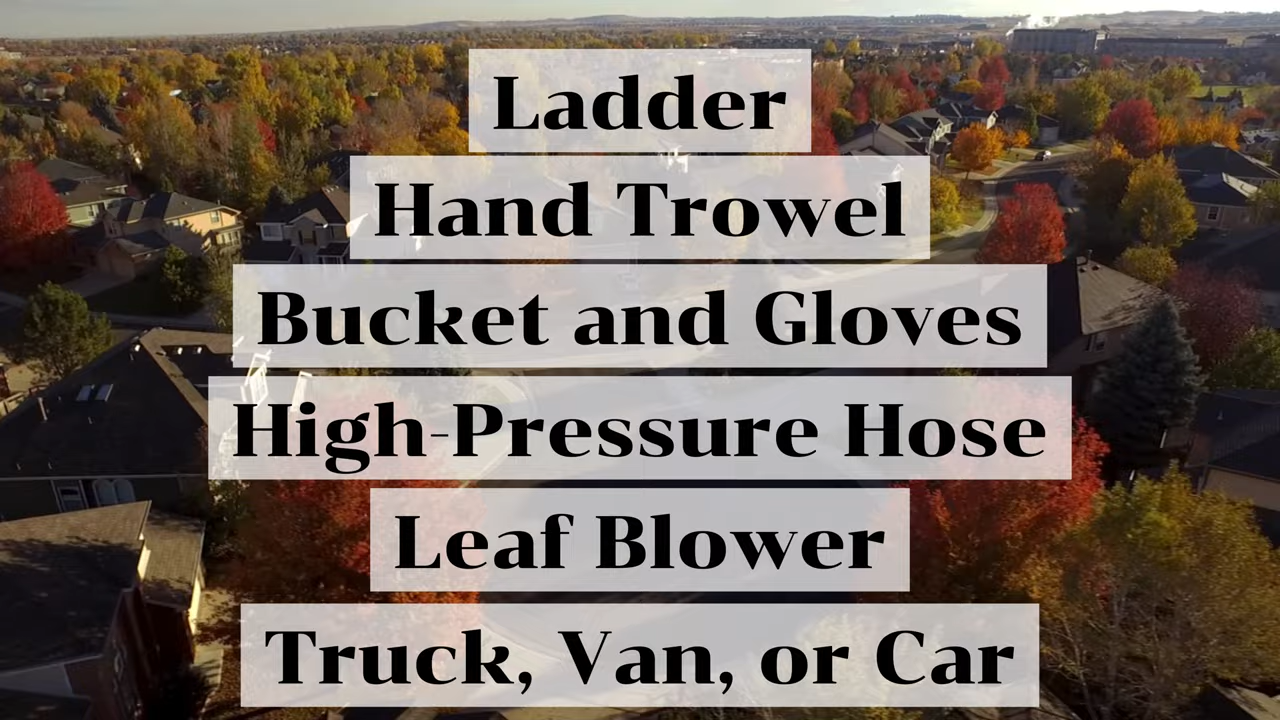 Ladder
Hand Trowel
Bucket and Gloves
High-Pressure Hose
Leaf Blower
Truck, Van, or Car